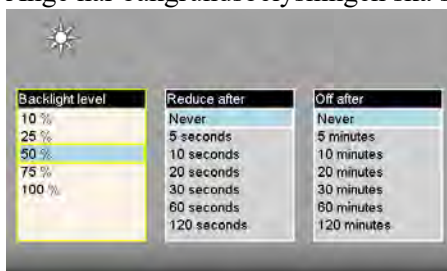 Backlight level
10 %
25 %
50 %
75 %
100 %
Reduce after
Never
5 seconds
10 seconds
20 seconds
30 seconds
60 seconds
120 seconds
Off after
Never
5 minutes
10 minutes
20 minutes
30 minutes
60 minutes
120 minutes